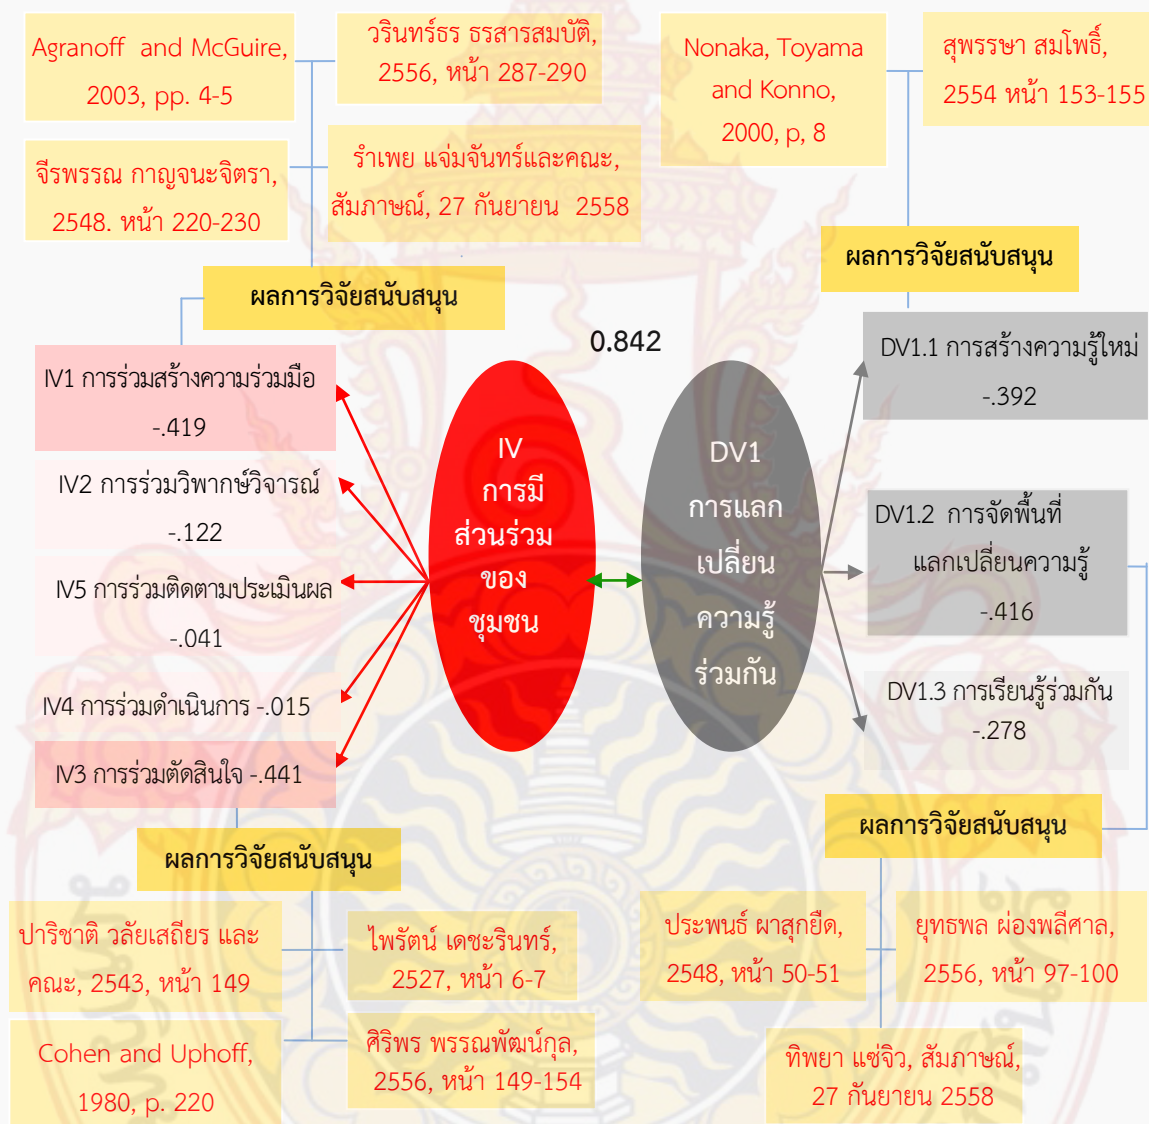 Agranoff and McGuire,
2003, pp. 4-5
วรินทร์ธร ธรสารสมบัติ,
2556, หน้า 287-290
Nonaka, Toyama
and Konno,
2000, p, 8
สุพรรษา สมโพธิ์,
2554 หน้า 153-155
จีรพรรณ กาญจนะจิตรา,
2548. หน้า 220-230
รำเพย แจ่มจันทร์และคณะ,
สัมภาษณ์, 27 กันยายน 2558
ผลการวิจัยสนับสนุน
ผลการวิจัยสนับสนุน
0.842
IV1 การร่วมสร้างความร่วมมือ
-.419
IV2 การร่วมวิพากษ์วิจารณ์
-.122
IV5 การร่วมติดตามประเมินผล
-.041
IV4 การร่วมดำเนินการ -.015
IV3 การร่วมตัดสินใจ -.441
IV
การมี
ส่วนร่วม
ของ
ชุมชน
DV1
การแลก
เปลี่ยน
ความรู้
ร่วมกัน
DV1.1 การสร้างความรู้ใหม่
-.392
DV1.2 การจัดพื้นที่
แลกเปลี่ยนความรู้
-.416
DV1.3 การเรียนรู้ร่วมกัน
-.278
ผลการวิจัยสนับสนุน
ผลการวิจัยสนับสนุน
ปาริชาติ วลัยเสถียร และ
คณะ, 2543, หน้า 149
ไพรัตน์ เดชะรินทร์,
2527, หน้า 6-7
Cohen and Uphoff,
1980, p. 220
ศิริพร พรรณพัฒน์กุล,
2556, หน้า 149-154
ประพนธ์ ผาสุกยืด,
2548, หน้า 50-51
ยุทธพล ผ่องพลีศาล,
2556, หน้า 97-100
ทิพยา แซ่จิว, สัมภาษณ์,
27 กันยายน 2558